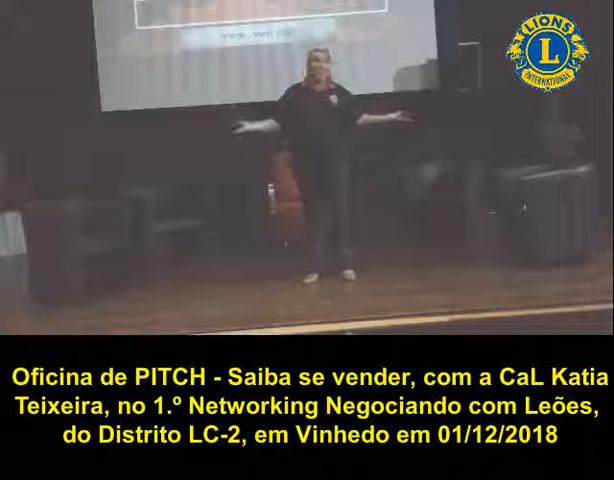 LIONS
L
INTERNATIONAL
Oficina de PITCH - Saiba se vender, com a CaL Katia
Teixeira, no 1.º Networking Negociando com Leões,
do Distrito LC-2, em Vinhedo em 01/12/2018